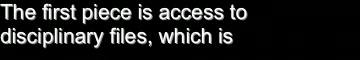 The first piece is access to
disciplinary files, which is